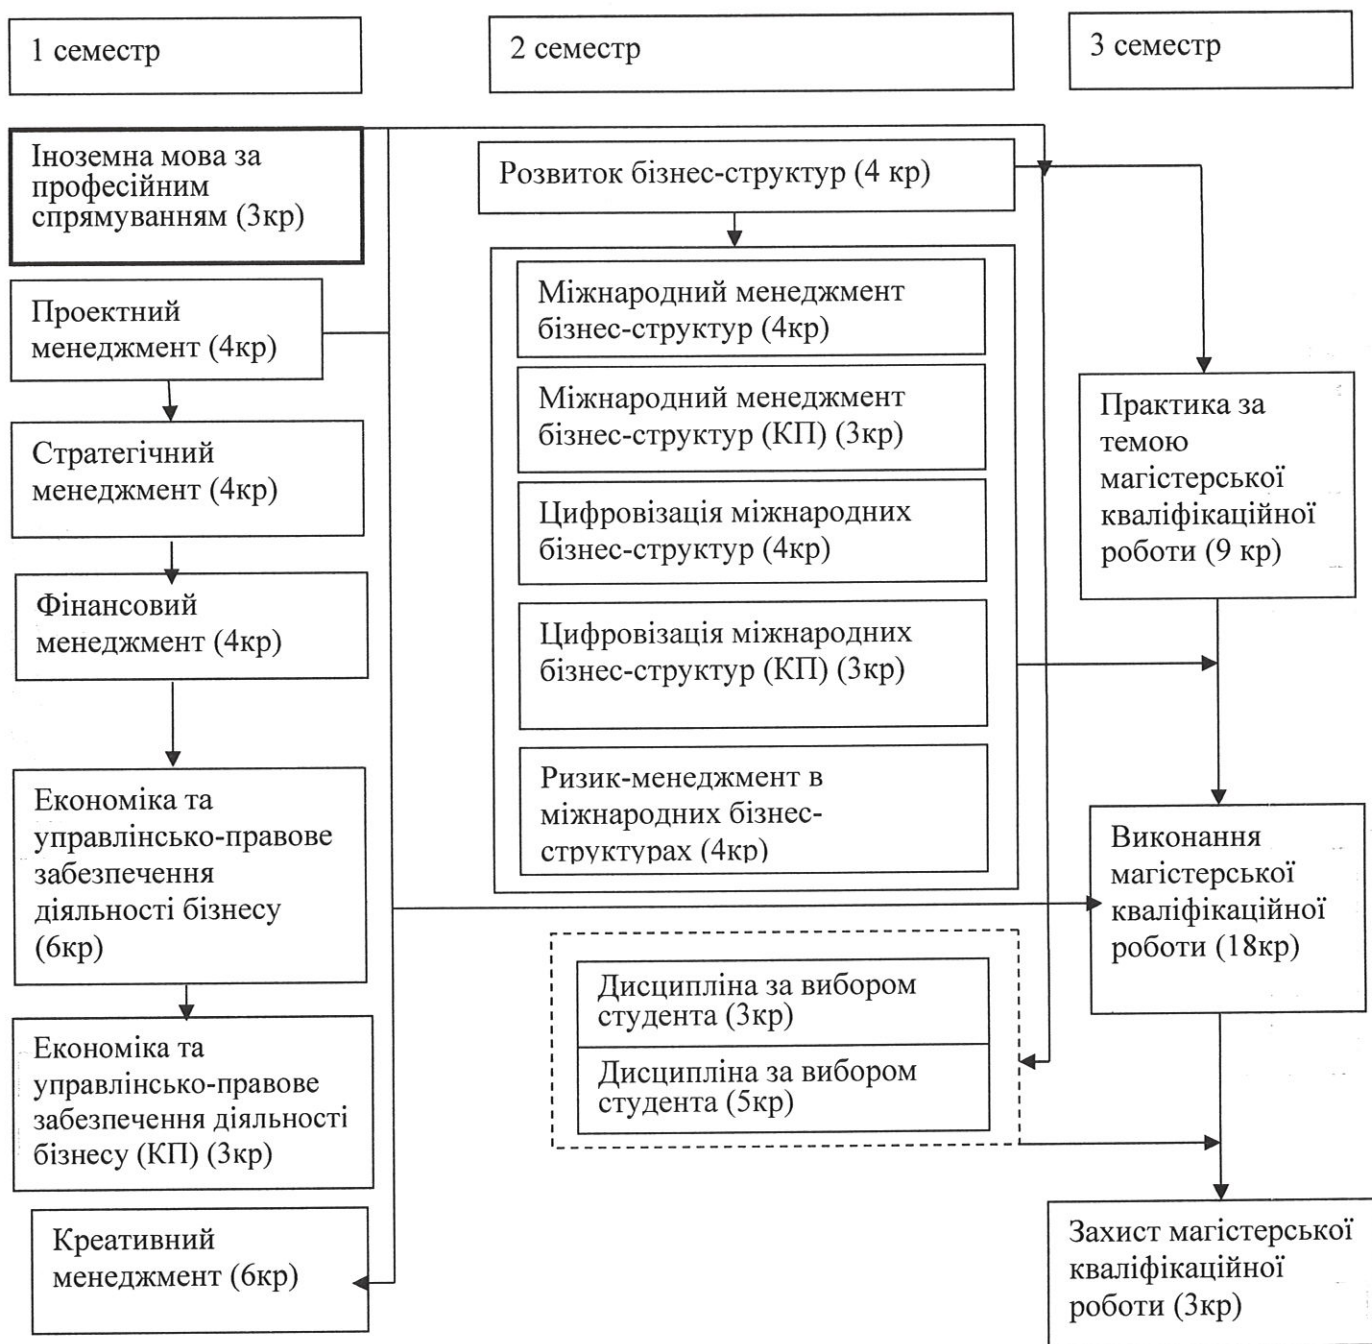 1 семестр
2 семестр
3 семестр
Іноземна мова за
професійним
спрямуванням (3кр)
Проектний
менеджмент (4кр)
Стратегічний
менеджмент (4кр)
Фінансовий
менеджмент (4кр)
Економіка та
управлінсько-правове
забезпечення
діяльності бізнесу
(6кр)
Економіка та
управлінсько-правове
забезпечення діяльності
бізнесу (КП) (3кр)
Креативний
менеджмент (6кр)
Розвиток бізнес-структур (4 кр)
Міжнародний менеджмент
бізнес-структур (4кр)
Міжнародний менеджмент
бізнес-структур (КП) (3кр)
Цифровізація міжнародних
бізнес-структур (4кр)
Цифровізація міжнародних
бізнес-структур (КП) (3кр)
Ризик-менеджмент в
міжнародних бізнес-
структурах (4кр)
Дисципліна за вибором
студента (3кр)
Дисципліна за вибором
студента (5кр)
Практика за
темою
магістерської
кваліфікаційної
роботи (9 кр)
Виконання
магістерської
кваліфікаційної
роботи (18кр)
Захист магістерської
кваліфікаційної
роботи (3кр)